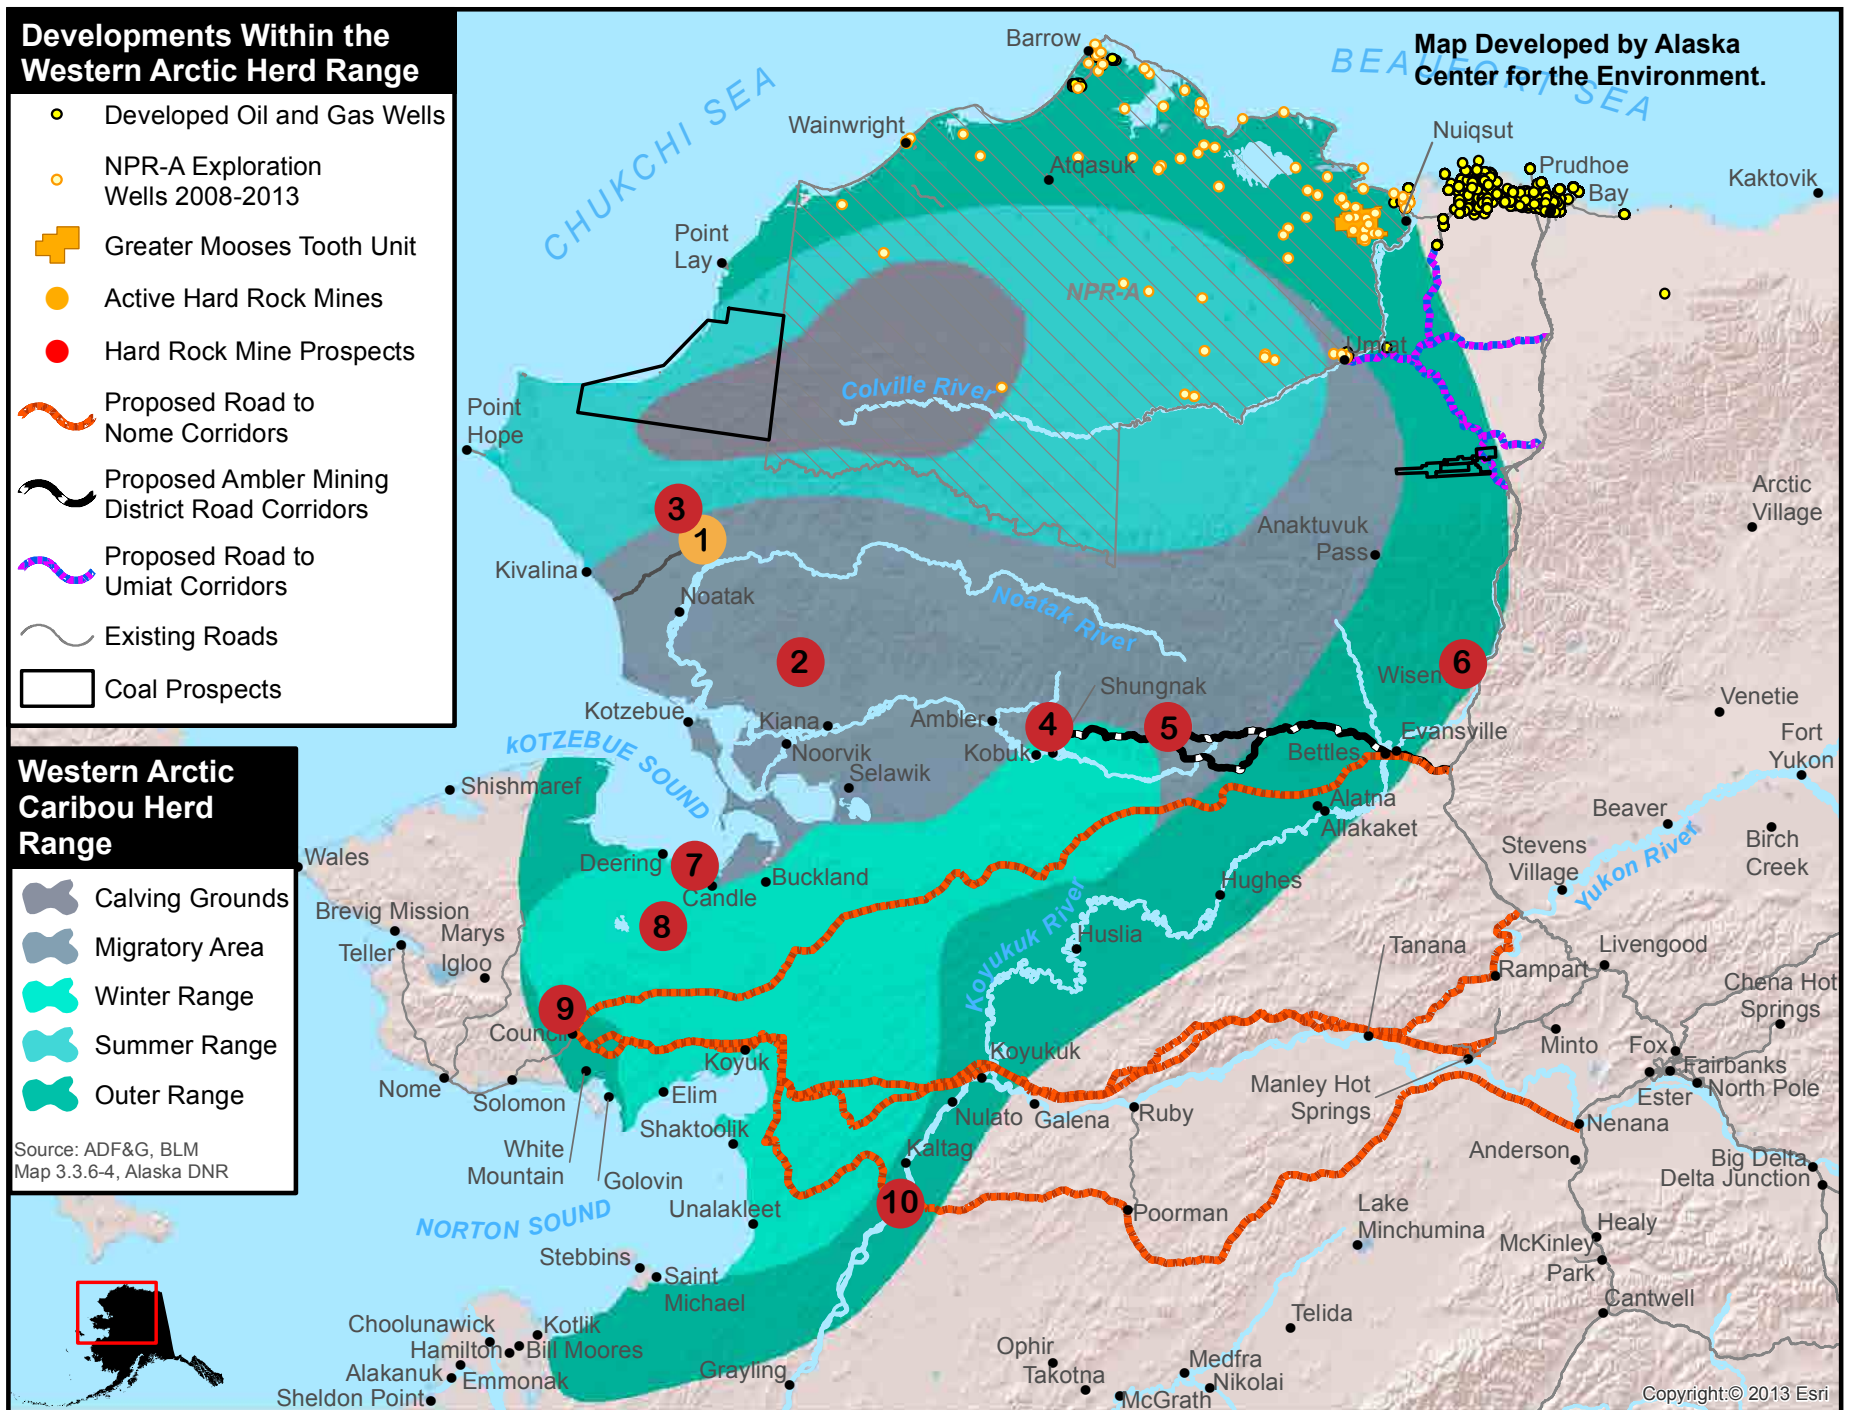 Developments Within the
Western Arctic Herd Range
Developed Oil and Gas Wells
NPR-A Exploration
Wells 2008-2013
Greater Mooses Tooth Unit
Active Hard Rock Mines
Hard Rock Mine Prospects
Proposed Road to
Nome Corridors
Proposed Ambler Mining
District Road Corridors
Proposed Road to
Umiat Corridors
Existing Roads
Coal Prospects
Western Arctic
Caribou Herd
Range
Calving Grounds
Migratory Area
Winter Range
Summer Range
Outer Range
Source: ADF&G, BLM
Map 3.3.6-4, Alaska DNR
Map Developed by Alaska
Center for the Environment.
BEAUFORT SEA
CHUKCHI SEA
Barrow
Wainwright
Atqasuk
Nuiqsut
Prudhoe
Bay
Kaktovik
Point
Lay
NPR-A
Umiat
Colville River
Point
Hope
3
1
Anaktuvuk
Pass
Arctic
Village
Kivalina
Noatak
Noatak River
2
6
Wisen
Shungnak
Venetie
Kotzebue
Kiana
Ambler
4
5
Evansville
Fort
Yukon
Noorvik
Kobuk
Bettles
kOTZEBUE SOUND
Selawik
Shishmaref
Alatna
Allakaket
Beaver
Birch
Creek
Stevens
Village
Yukon River
Wales
Deering
7
Candle
Buckland
Hughes
Brevig Mission
Teller
Marys
Igloo
8
Koyukuk River
Huslia
Tanana
Livengood
Rampart
Chena Hot
Springs
9
Council
Koyuk
Koyukuk
Minto
Fox
Fairbanks
North Pole
Ester
Nome
Solomon
Elim
Nulato
Galena
Ruby
Manley Hot
Springs
Nenana
Shaktoolik
Kaltag
Anderson
Big Delta
Delta Junction
White
Mountain
Golovin
10
Unalakleet
Poorman
Lake
Minchumina
Healy
McKinley
Park
NORTON SOUND
Stebbins
Saint
Michael
Cantwell
Telida
Choolunawick
Kotlik
Hamilton
Bill Moores
Alakanuk
Emmonak
Sheldon Point
Grayling
Ophir
Takotna
Medfra
Nikolai
McGrath
Copyright:© 2013 Esri